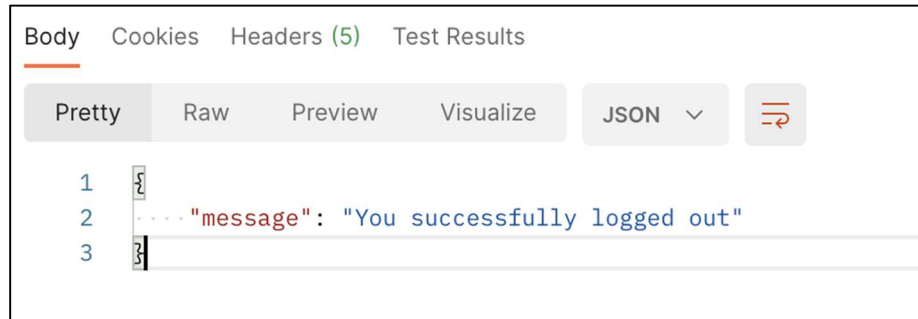 Body Cookies Headers (5) Test Results
Pretty Raw Preview Visualize JSON
1 {
2 "message": "You successfully logged out"
3 }